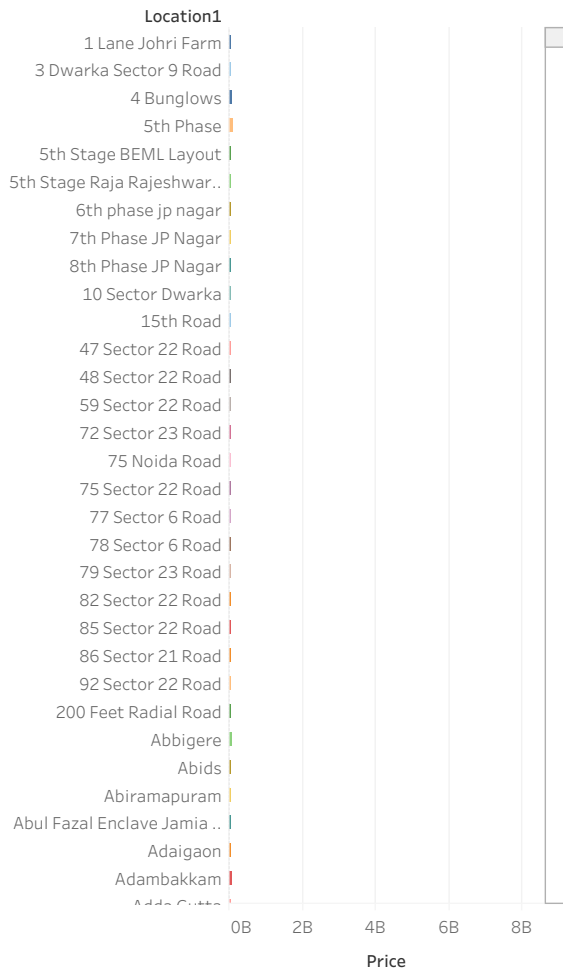 Location1
1 Lane Johri Farm
3 Dwarka Sector 9 Road
4 Bunglows
5th Phase
5th Stage BEML Layout
5th Stage Raja Rajeshwar..
6th phase jp nagar
7th Phase JP Nagar
8th Phase JP Nagar
10 Sector Dwarka
15th Road
47 Sector 22 Road
48 Sector 22 Road
59 Sector 22 Road
72 Sector 23 Road
75 Noida Road
75 Sector 22 Road
77 Sector 6 Road
78 Sector 6 Road
79 Sector 23 Road
82 Sector 22 Road
85 Sector 22 Road
86 Sector 21 Road
92 Sector 22 Road
200 Feet Radial Road
Abbigere
Abids
Abiramapuram
Abul Fazal Enclave Jamia ..
Adaigaon
Adambakkam
0B 2B 4B 6B 8B
Price